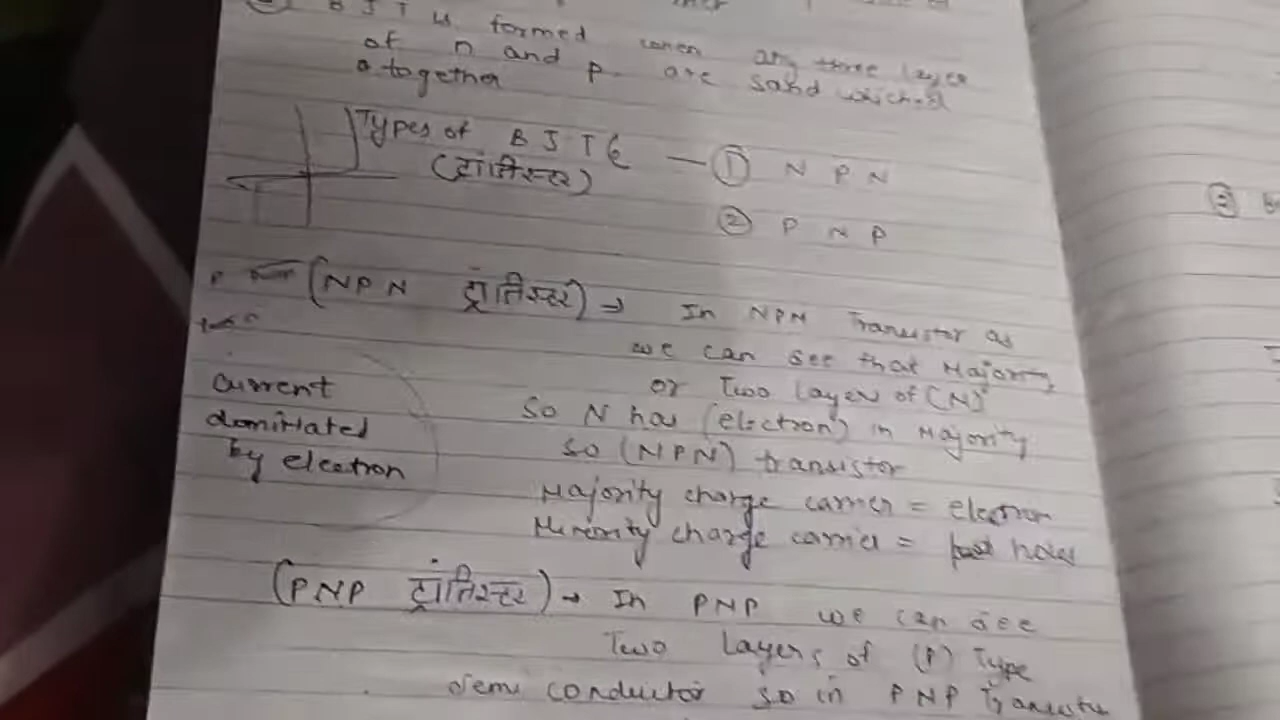 BJT is formed when any three layer
of n and p are sandwiched
together
Types of BJT — ① NPN
(ट्रांजिस्टर)
② PNP
(NPN ट्रांजिस्टर) → In NPN Transistor as
we can see that Majority
or Two Layer of (N)
Current
dominated
by electron
so N has (electron) in Majority
so (NPN) transistor
Majority charge carrier = electron
Minority charge carrier = holes
(PNP ट्रांजिस्टर) → In PNP we can see
Two Layers of (P) Type
semi conductor so in PNP Transistor